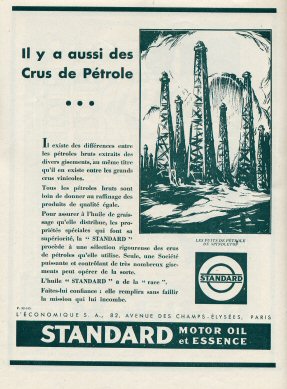 Il y a aussi des
Crus de Pétrole
Il existe des différences entre
les pétroles bruts extraits des
divers gisements, au même titre
qu'il en existe entre les grands
crus vinicoles.
Tous les pétroles bruts sont
loin de donner au raffinage des
produits de qualité égale.
Pour assurer à l'huile de grais-
sage qu'elle distribue, les pro-
priétés spéciales qui font sa
supériorité, la " STANDARD "
procède à une sélection rigoureuse des crus
de pétroles qu'elle utilise. Seule, une Société
puissante et contrôlant de très nombreux gise-
ments peut opérer de la sorte.
L'huile " STANDARD " a de la " race ".
Faites-lui confiance : elle remplira sans faillir
la mission qui lui incombe.
LES PUITS DE PÉTROLE
DE SPINDLETOP
STANDARD
L'ÉCONOMIQUE S. A., 82, AVENUE DES CHAMPS-ÉLYSÉES, PARIS
STANDARD MOTOR OIL
et ESSENCE